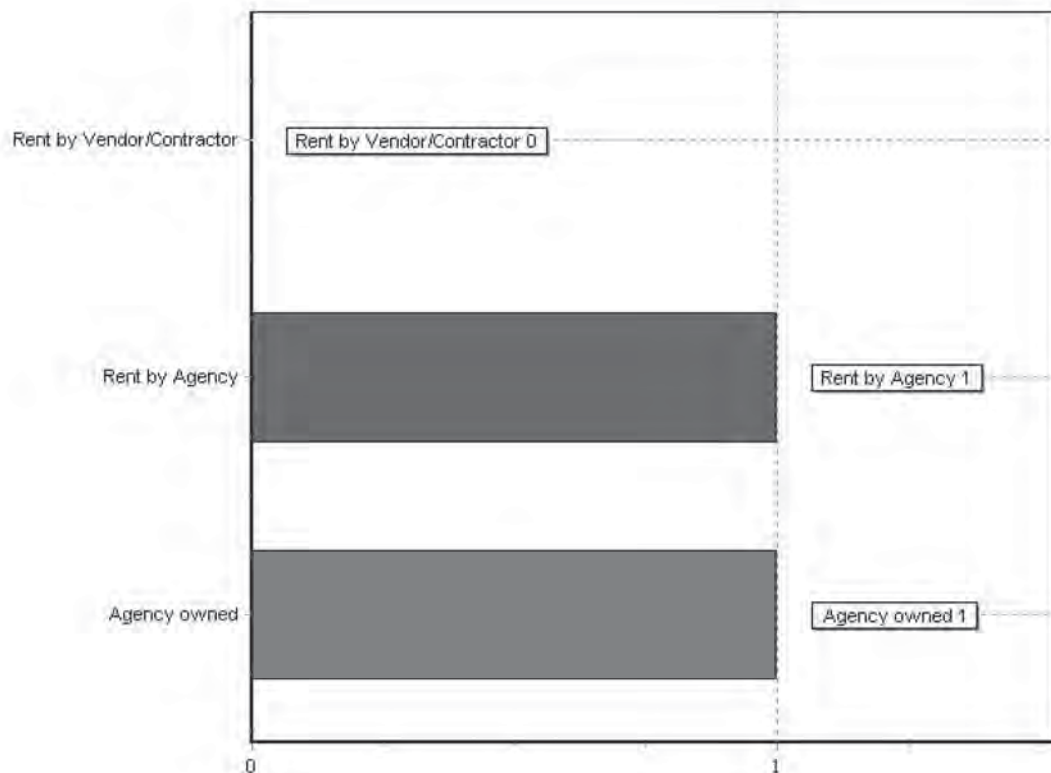 Rent by Vendor/Contractor
Rent by Vendor/Contractor 0
Rent by Agency
Rent by Agency 1
Agency owned
Agency owned 1
0
1